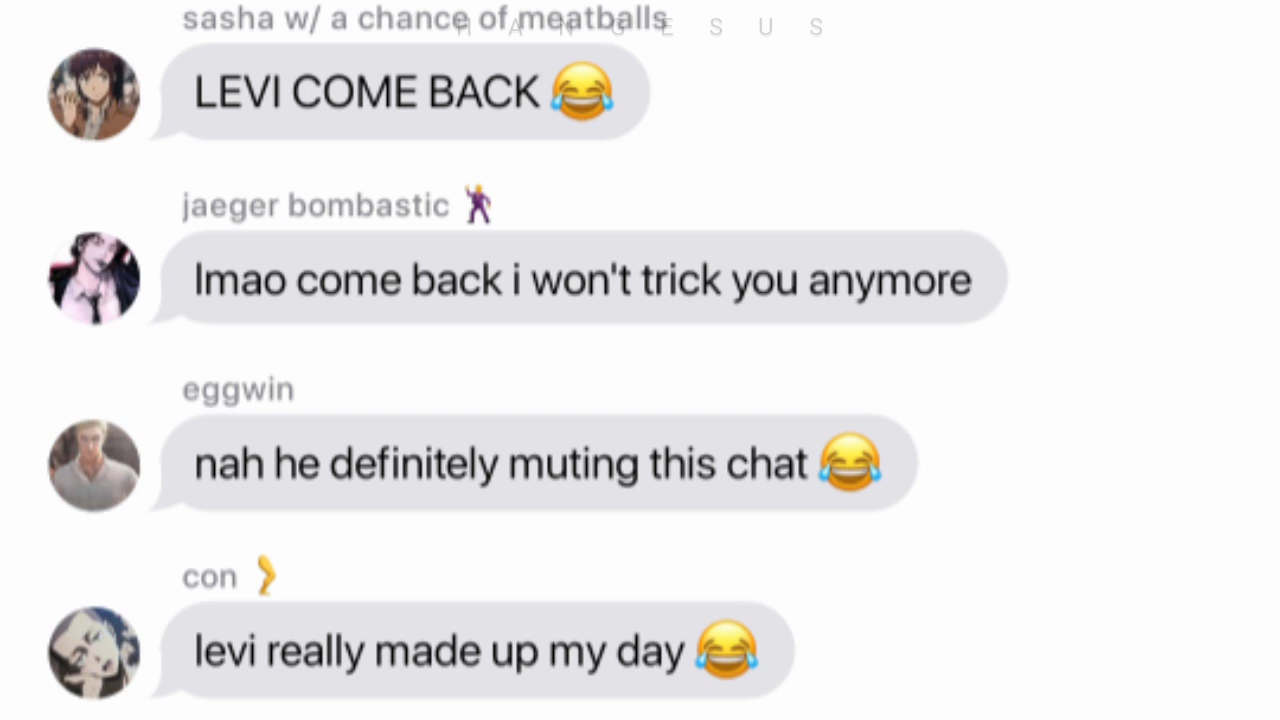 sasha w/ a chance of meatballs
H A N G E S U S
LEVI COME BACK 😂
jaeger bombastic 🕺
lmao come back i won't trick you anymore
eggwin
nah he definitely muting this chat 😂
con 🦵
levi really made up my day 😂